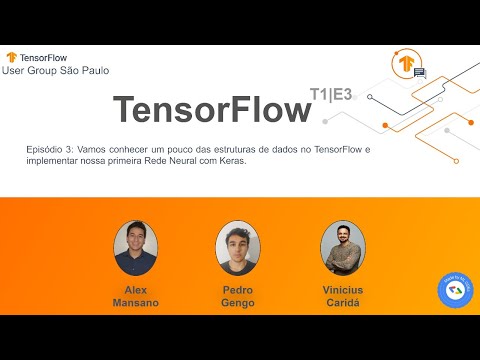 TensorFlow
User Group São Paulo
TensorFlow T1|E3
Episódio 3: Vamos conhecer um pouco das estruturas de dados no TensorFlow e
implementar nossa primeira Rede Neural com Keras.
Alex
Mansano
Pedro
Gengo
Vinicius
Caridá